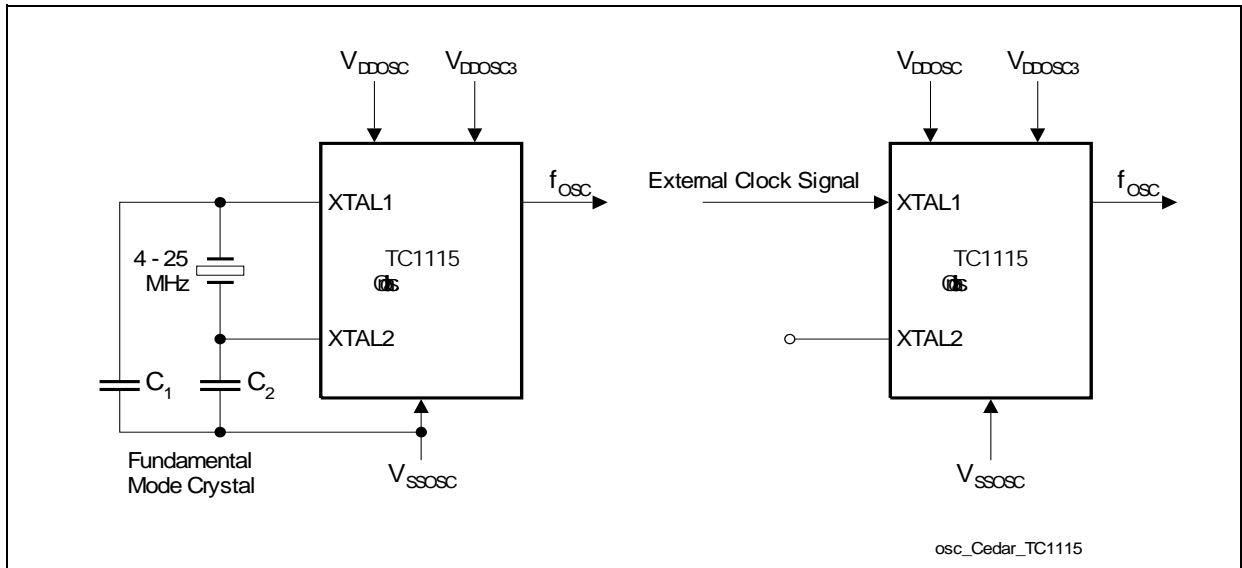 VDDOSC VDDOSC3
XTAL1
fOSC
4 - 25
MHz
TC1115
XTAL2
C1
C2
Fundamental
Mode Crystal
VSSOSC
VDDOSC VDDOSC3
External Clock Signal
XTAL1
fOSC
TC1115
XTAL2
VSSOSC
osc_Cedar_TC1115